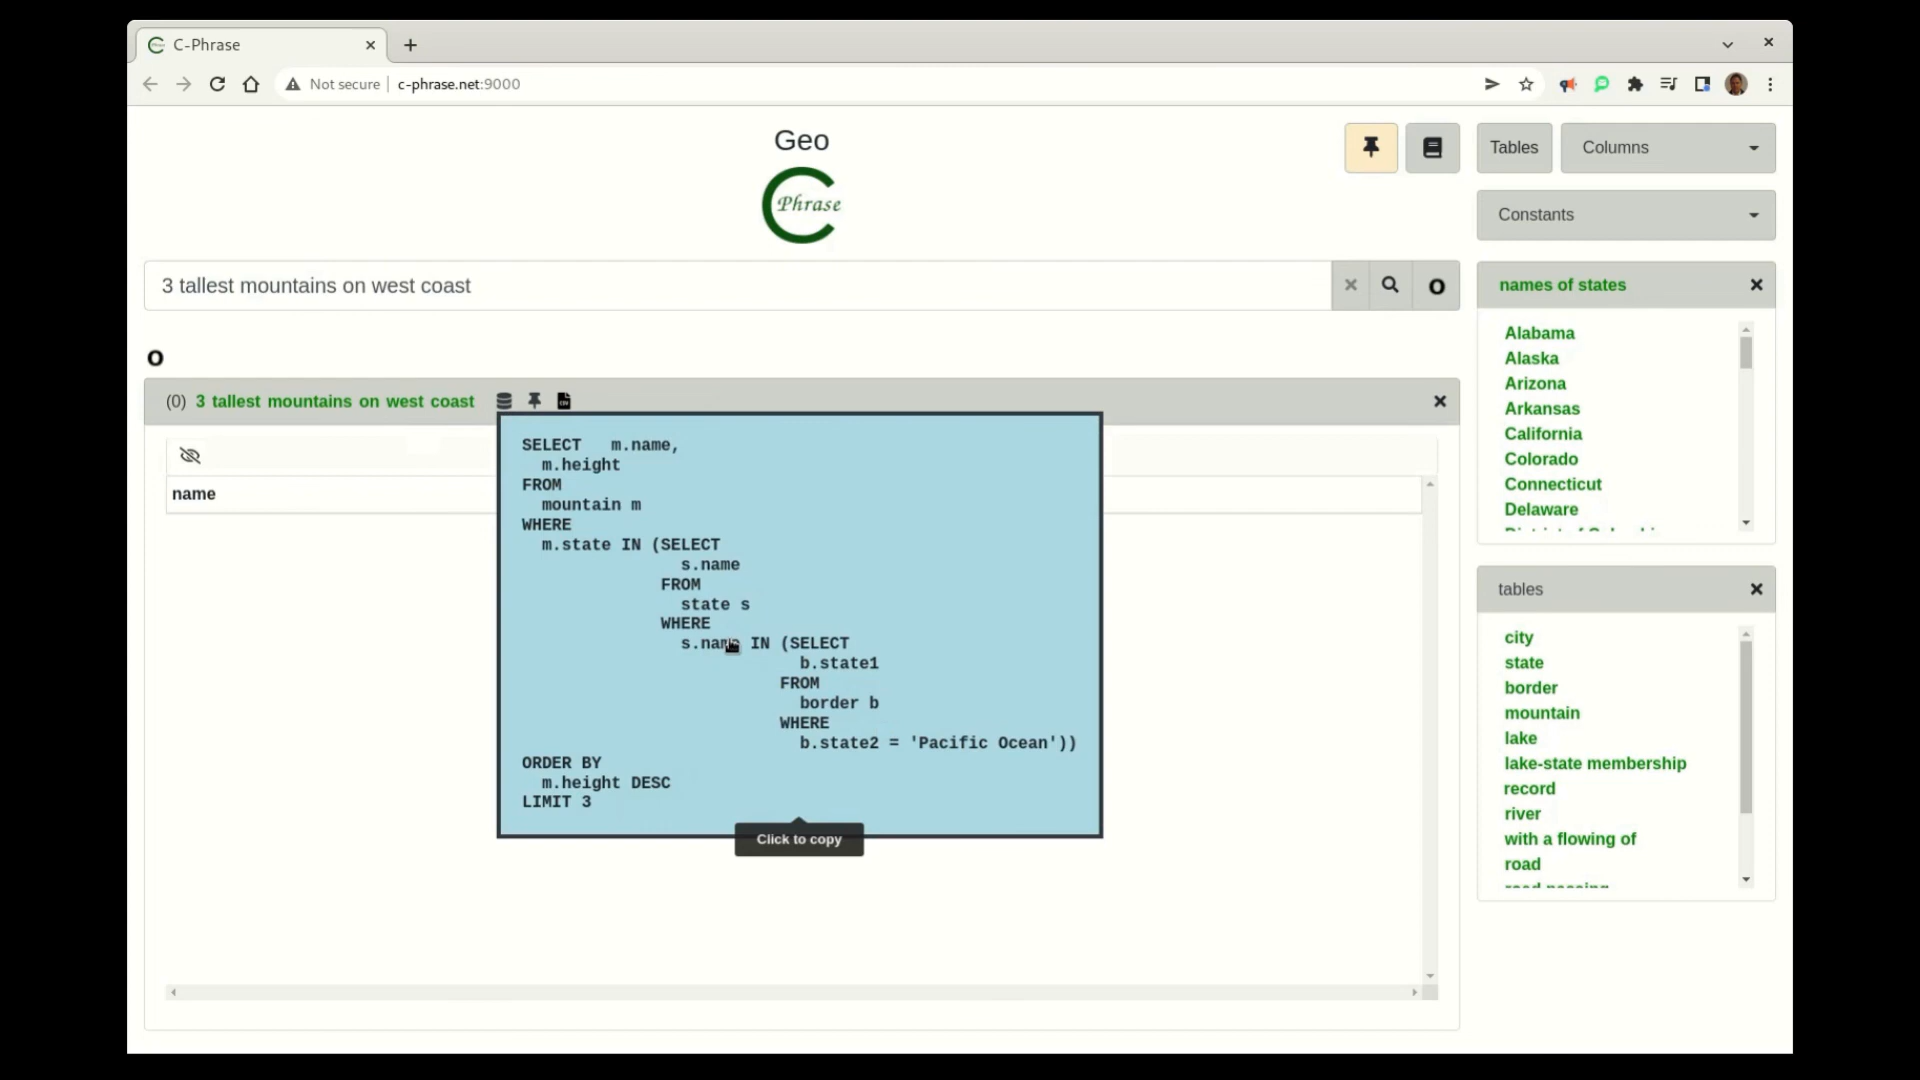 C-Phrase
Not secure
c-phrase.net:9000
Geo
Phrase
Tables
Columns
Constants
3 tallest mountains on west coast
o
o
(0) 3 tallest mountains on west coast
CSV
name
SELECT m.name,
m.height
FROM
mountain m
WHERE
m.state IN (SELECT
s.name
FROM
state s
WHERE
s.name IN (SELECT
b.state1
FROM
border b
WHERE
b.state2 = 'Pacific Ocean'))
ORDER BY
m.height DESC
LIMIT 3
Click to copy
names of states
Alabama
Alaska
Arizona
Arkansas
California
Colorado
Connecticut
Delaware
tables
city
state
border
mountain
lake
lake-state membership
record
river
with a flowing of
road